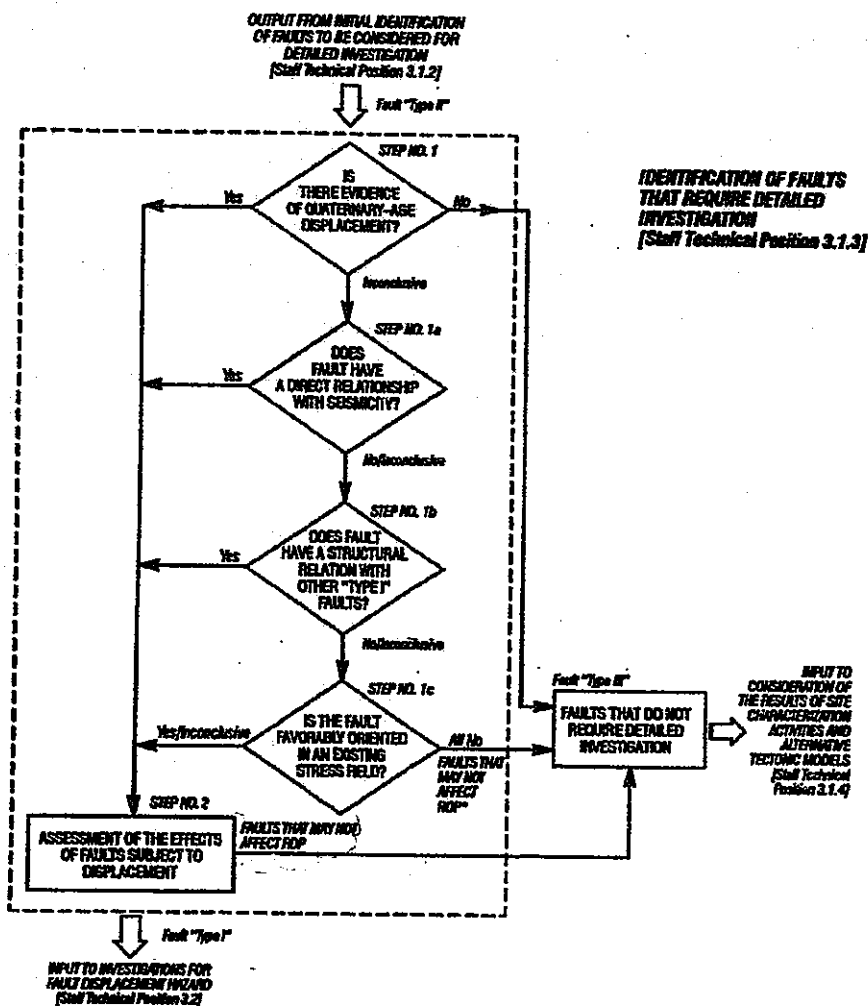 OUTPUT FROM INITIAL IDENTIFICATION
OF FAULTS TO BE CONSIDERED FOR
DETAILED INVESTIGATION
[Staff Technical Position 3.1.2]
Fault "Type II"
STEP NO. 1
IS
THERE EVIDENCE
OF QUATERNARY-AGE
DISPLACEMENT?
Yes
No
IDENTIFICATION OF FAULTS
THAT REQUIRE DETAILED
INVESTIGATION
[Staff Technical Position 3.1.3]
Inconclusive
STEP NO. 1a
DOES
FAULT HAVE
A DIRECT RELATIONSHIP
WITH SEISMICITY?
Yes
No/Inconclusive
STEP NO. 1b
DOES FAULT
HAVE A STRUCTURAL
RELATION WITH
OTHER "TYPE I"
FAULTS?
Yes
No/Inconclusive
STEP NO. 1c
IS THE FAULT
FAVORABLY ORIENTED
IN AN EXISTING
STRESS FIELD?
Yes/Inconclusive
All No
FAULTS THAT
MAY NOT
AFFECT
ROP*
Fault "Type III"
FAULTS THAT DO NOT
REQUIRE DETAILED
INVESTIGATION
INPUT TO
CONSIDERATION OF
THE RESULTS OF SITE
CHARACTERIZATION
ACTIVITIES AND
ALTERNATIVE
TECTONIC MODELS
[Staff Technical
Position 3.1.4]
STEP NO. 2
ASSESSMENT OF THE EFFECTS
OF FAULTS SUBJECT TO
DISPLACEMENT
FAULTS THAT MAY NOT
AFFECT ROP
Fault "Type I"
INPUT TO INVESTIGATIONS FOR
FAULT DISPLACEMENT HAZARD
[Staff Technical Position 3.2]